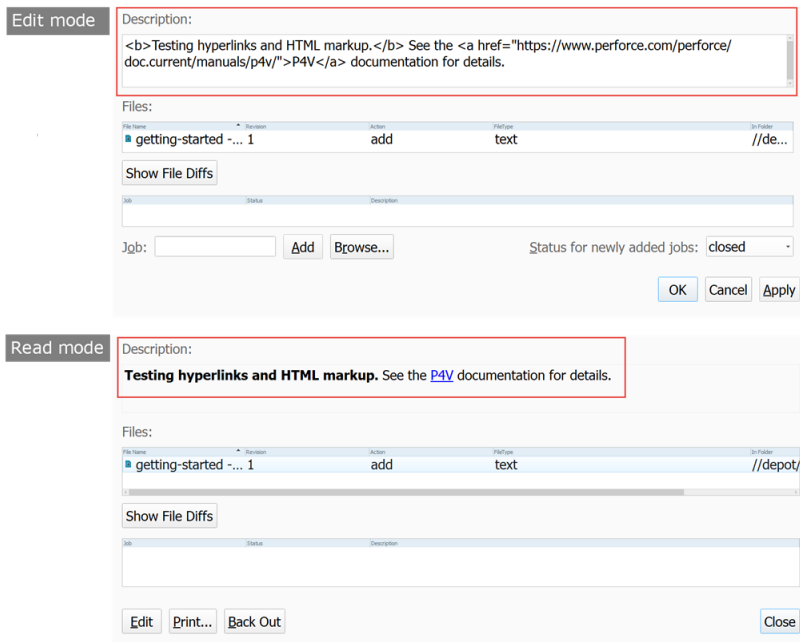 Edit mode
Description:
<b>Testing hyperlinks and HTML markup.</b> See the <a href="https://www.perforce.com/perforce/
doc.current/manuals/p4v/">P4V</a> documentation for details.
Files:
File Name Revision Action FileType In Folder
getting-started -... 1 add text //de...
Show File Diffs
Job Status Description
Job: Add Browse... Status for newly added jobs: closed
OK Cancel Apply
Read mode
Description:
Testing hyperlinks and HTML markup. See the P4V documentation for details.
Files:
File Name Revision Action FileType In Folder
getting-started -... 1 add text //depot/
Show File Diffs
Job Status Description
Edit Print... Back Out Close